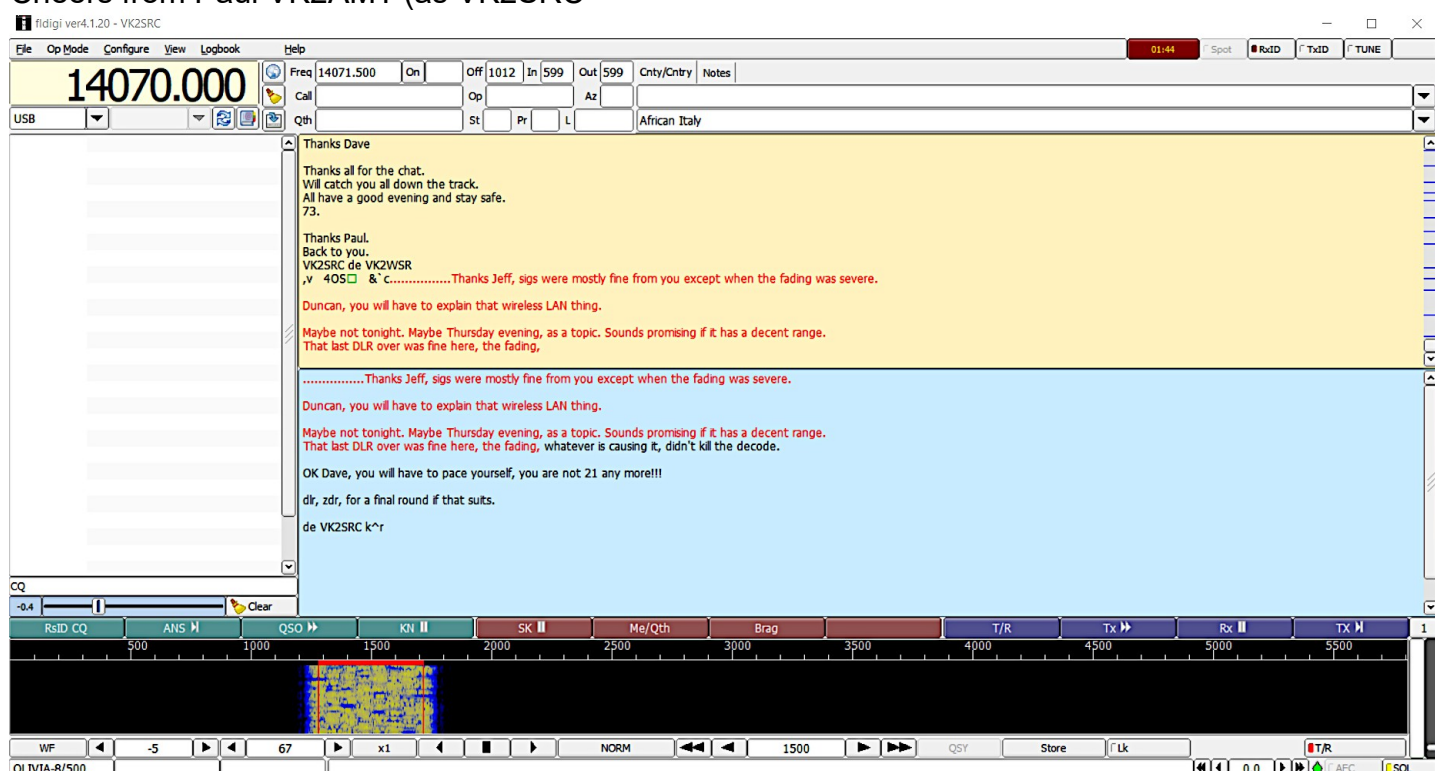 Cheers from Paul VK2AMT (as VK2SRC
fldigi ver4.1.20 - VK2SRC
File Op Mode Configure View Logbook Help
01:44 Spot RxID TxID TUNE
14070.000
Freq 14071.500 On Off 1012 In 599 Out 599 Cnty/Cntry Notes
Call Op Az
USB
Qth St Pr L African Italy
Thanks Dave
Thanks all for the chat.
Will catch you all down the track.
All have a good evening and stay safe.
73.
Thanks Paul.
Back to you.
VK2SRC de VK2WSR
,v 4OS□ &`c................Thanks Jeff, sigs were mostly fine from you except when the fading was severe.
Duncan, you will have to explain that wireless LAN thing.
Maybe not tonight. Maybe Thursday evening, as a topic. Sounds promising if it has a decent range.
That last DLR over was fine here, the fading,
................Thanks Jeff, sigs were mostly fine from you except when the fading was severe.
Duncan, you will have to explain that wireless LAN thing.
Maybe not tonight. Maybe Thursday evening, as a topic. Sounds promising if it has a decent range.
That last DLR over was fine here, the fading, whatever is causing it, didn't kill the decode.
OK Dave, you will have to pace yourself, you are not 21 any more!!!
dlr, zdr, for a final round if that suits.
de VK2SRC k^r
CQ
-0.4 Clear
RsID CQ ANS QSO KN SK Me/Qth Brag T/R Tx Rx TX 1
500 1000 1500 2000 2500 3000 3500 4000 4500 5000 5500
WF -5 67 x1 NORM 1500 QSY Store Lk T/R
OLIVIA-8/500 0.0 AFC SQL